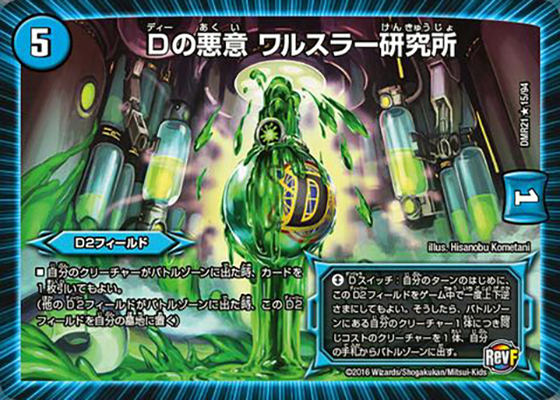 5
Dの悪意 ワルスラー研究所
ディー あくい けんきゅうじょ
DMR21★15/94
1
D
illus. Hisanobu Kometani
D2フィールド
■自分のクリーチャーがバトルゾーンに出た時、カードを
1枚引いてもよい。
(他のD2フィールドがバトルゾーンに出た時、このD2
フィールドを自分の墓地に置く)
Dスイッチ:自分のターンのはじめに、
このD2フィールドをゲーム中で一度上下逆
さまにしてもよい。そうしたら、バトルゾー
ンにある自分のクリーチャー1体につき同
じコストのクリーチャーを1体、自分
の手札からバトルゾーンに出す。
RevF
©2016 Wizards/Shogakukan/Mitsui-Kids